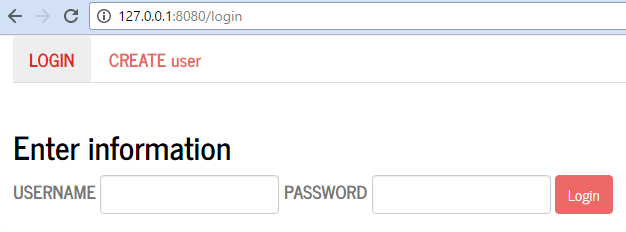 127.0.0.1:8080/login
LOGIN CREATE user
Enter information
USERNAME PASSWORD Login